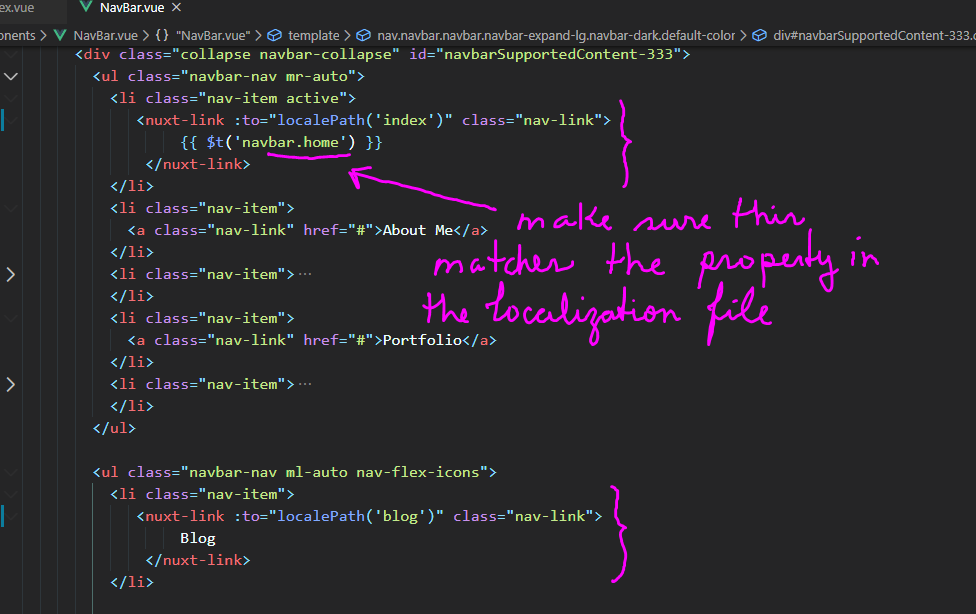 ex.vue NavBar.vue ×
onents > NavBar.vue > {} "NavBar.vue" > template > nav.navbar.navbar.navbar-expand-lg.navbar-dark.default-color > div#navbarSupportedContent-333.c
<div class="collapse navbar-collapse" id="navbarSupportedContent-333">
<ul class="navbar-nav mr-auto">
<li class="nav-item active">
<nuxt-link :to="localePath('index')" class="nav-link">
{{ $t('navbar.home') }}
</nuxt-link>
</li>
<li class="nav-item">
<a class="nav-link" href="#">About Me</a>
</li>
<li class="nav-item">…
</li>
<li class="nav-item">
<a class="nav-link" href="#">Portfolio</a>
</li>
<li class="nav-item">…
</li>
</ul>
<ul class="navbar-nav ml-auto nav-flex-icons">
<li class="nav-item">
<nuxt-link :to="localePath('blog')" class="nav-link">
Blog
</nuxt-link>
</li>
make sure this
matches the property in
the localization file